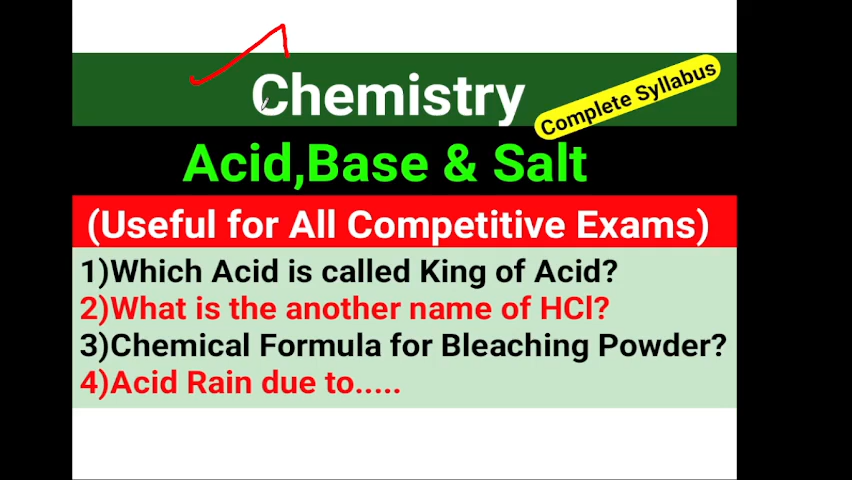 Chemistry
Complete Syllabus
Acid,Base & Salt
(Useful for All Competitive Exams)
1)Which Acid is called King of Acid?
2)What is the another name of HCl?
3)Chemical Formula for Bleaching Powder?
4)Acid Rain due to.....